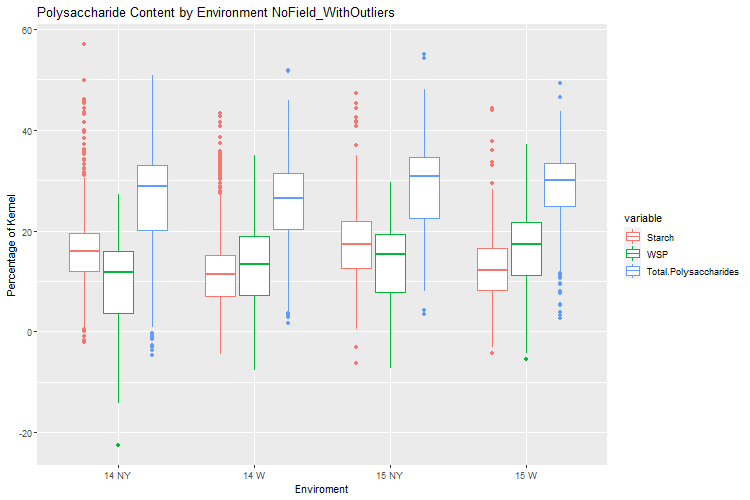 Polysaccharide Content by Environment NoField_WithOutliers
Percentage of Kernel
60
40
20
0
-20
14 NY
14 W
15 NY
15 W
Enviroment
variable
Starch
WSP
Total.Polysaccharides